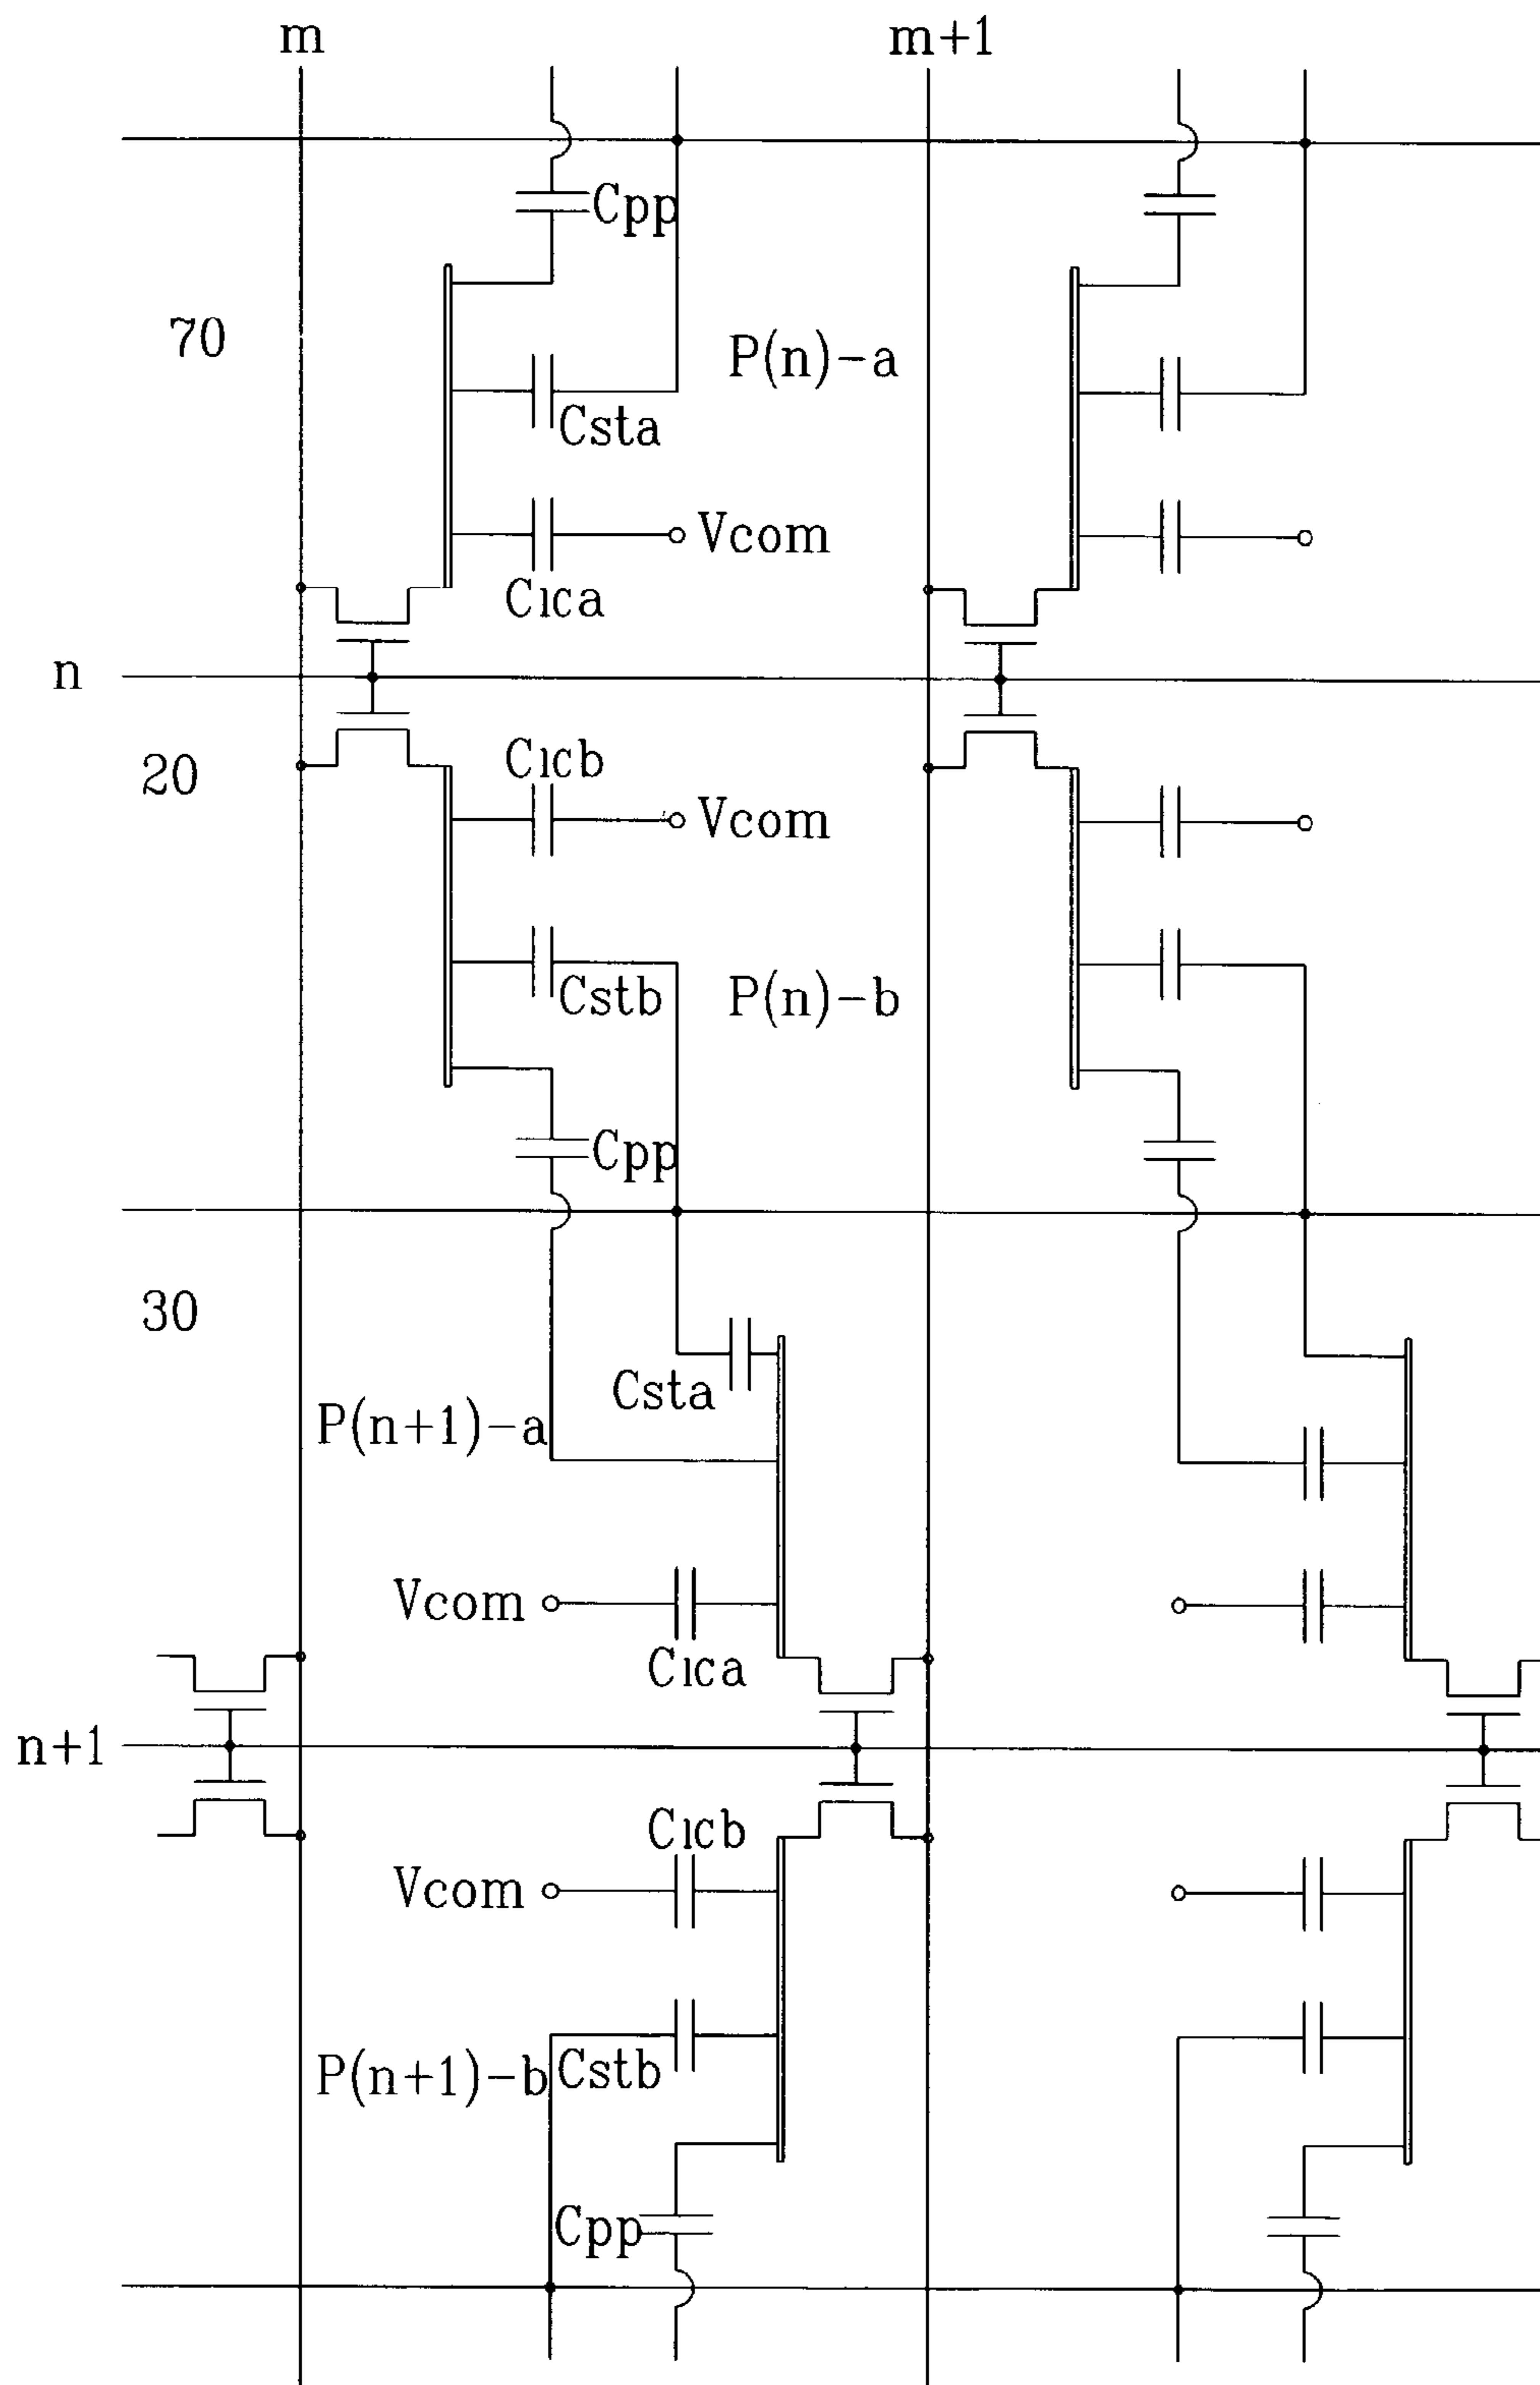 m
m+1
Cpp
70
P(n)-a
Csta
Vcom
Clca
n
20
Clcb
Vcom
Cstb
P(n)-b
Cpp
30
Csta
P(n+1)-a
Vcom
Clca
n+1
Clcb
Vcom
P(n+1)-b
Cstb
Cpp